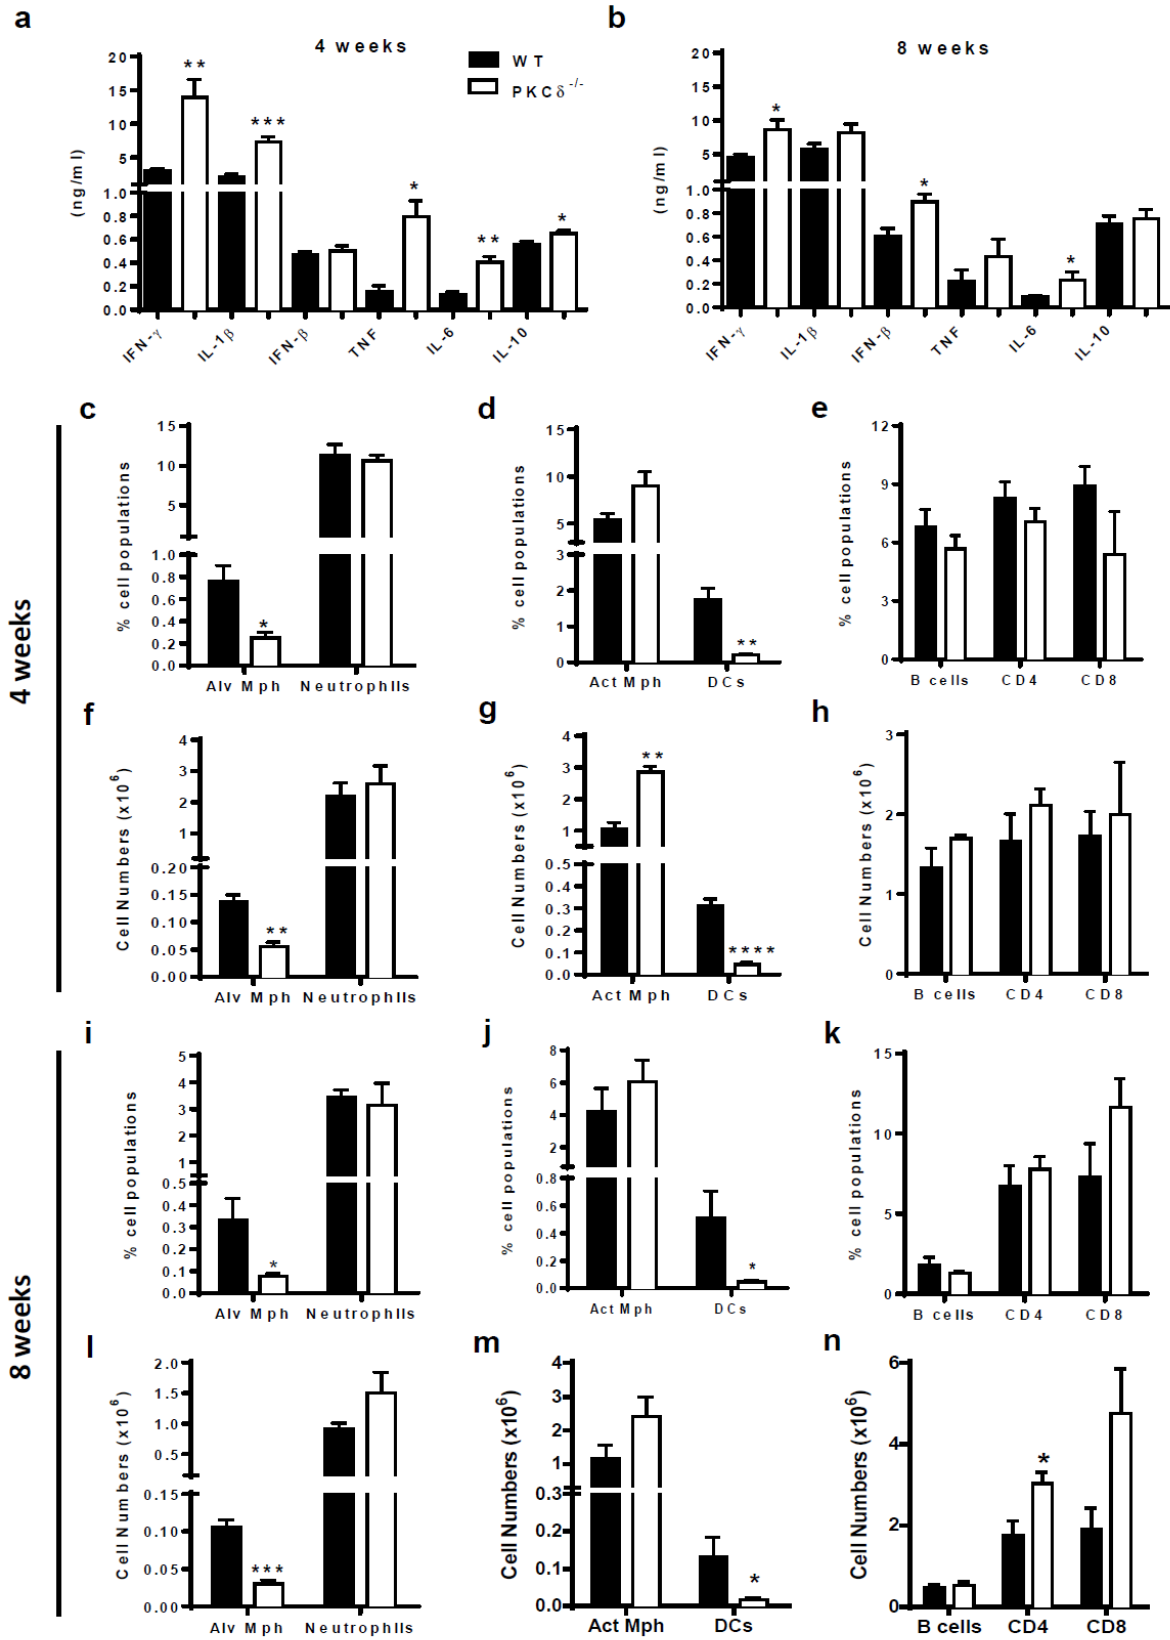 a
4 weeks
WT
PKCδ-/-
20
15
10
5
1.0
0.8
0.6
0.4
0.2
0.0
(ng/ml)
**
***
*
**
*
IFN-γ
IL-1β
IFN-β
TNF
IL-6
IL-10
b
8 weeks
20
15
10
5
1.0
0.8
0.6
0.4
0.2
0.0
(ng/ml)
*
*
*
IFN-γ
IL-1β
IFN-β
TNF
IL-6
IL-10
4 weeks
c
% cell populations
15
10
5
1.0
0.8
0.6
0.4
0.2
0.0
*
Alv Mph
Neutrophils
d
% cell populations
15
10
5
3
2
1
0
**
Act Mph
DCs
e
% cell populations
12
9
6
3
0
B cells
CD4
CD8
f
Cell Numbers (x10⁶)
4
3
2
1
0.20
0.15
0.10
0.05
0.00
**
Alv Mph
Neutrophils
g
Cell Numbers (x10⁶)
4
3
2
1
0.5
0.4
0.3
0.2
0.1
0.0
**
****
Act Mph
DCs
h
Cell Numbers (x10⁶)
3
2
1
0
B cells
CD4
CD8
8 weeks
i
% cell populations
5
4
3
2
1
0.5
0.4
0.3
0.2
0.1
0.0
*
Alv Mph
Neutrophils
j
% cell populations
8
6
4
2
0.8
0.6
0.4
0.2
0.0
*
Act Mph
DCs
k
% cell populations
15
10
5
0
B cells
CD4
CD8
l
Cell Numbers (x10⁶)
2.0
1.5
1.0
0.5
0.15
0.10
0.05
0.00
***
Alv Mph
Neutrophils
m
Cell Numbers (x10⁶)
4
3
2
1
0.3
0.2
0.1
0.0
*
Act Mph
DCs
n
Cell Numbers (x10⁶)
6
4
2
0
*
B cells
CD4
CD8